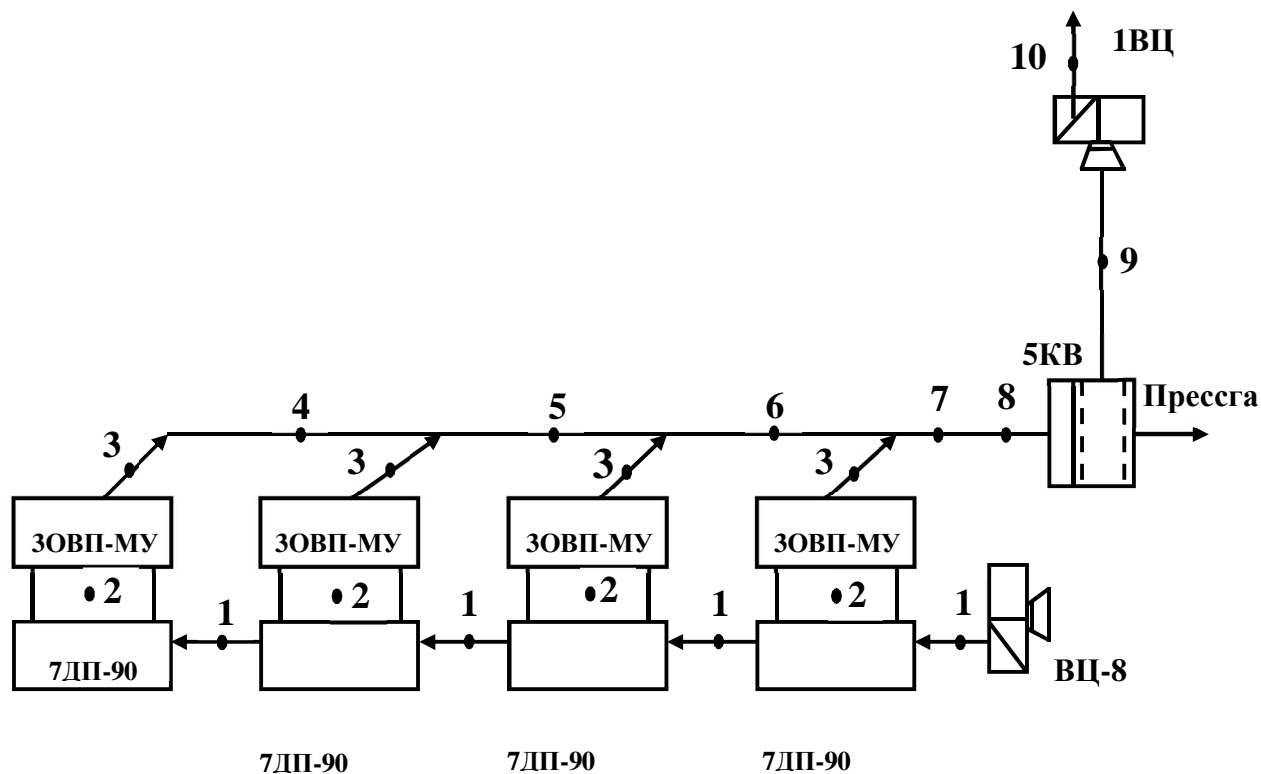 1ВЦ
10
9
5КВ
4 5 6 7 8 Прессга
3 3 3 3
3ОВП-МУ 3ОВП-МУ 3ОВП-МУ 3ОВП-МУ
2 2 2 2
1 1 1 1
7ДП-90 ВЦ-8
7ДП-90 7ДП-90 7ДП-90